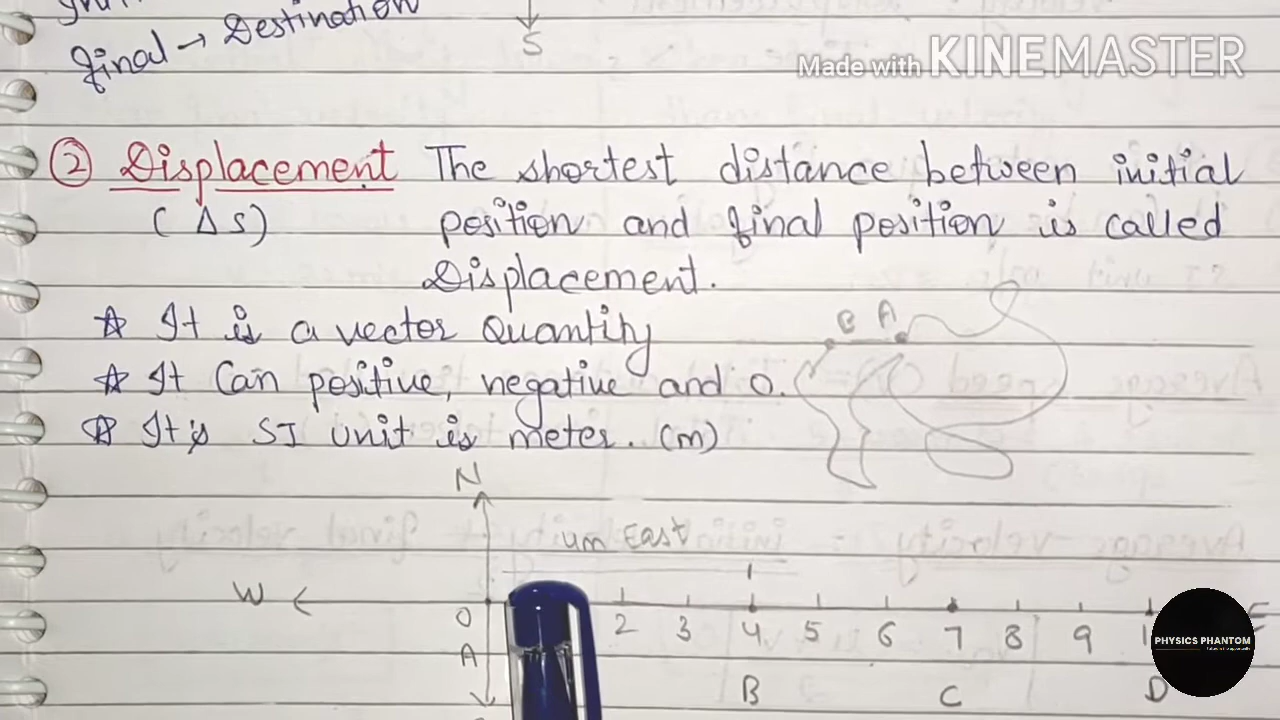 final → Destination
S
Made with KINEMASTER
② Displacement The shortest distance between initial
(Δs) position and final position is called
Displacement.
☆ It is a vector Quantity
B A
☆ It Can positive, negative and 0.
☆ It's SI unit is meter. (m)
N
4m East
W
0 2 3 4 5 6 7 8 9
E
A B C D
PHYSICS PHANTOM